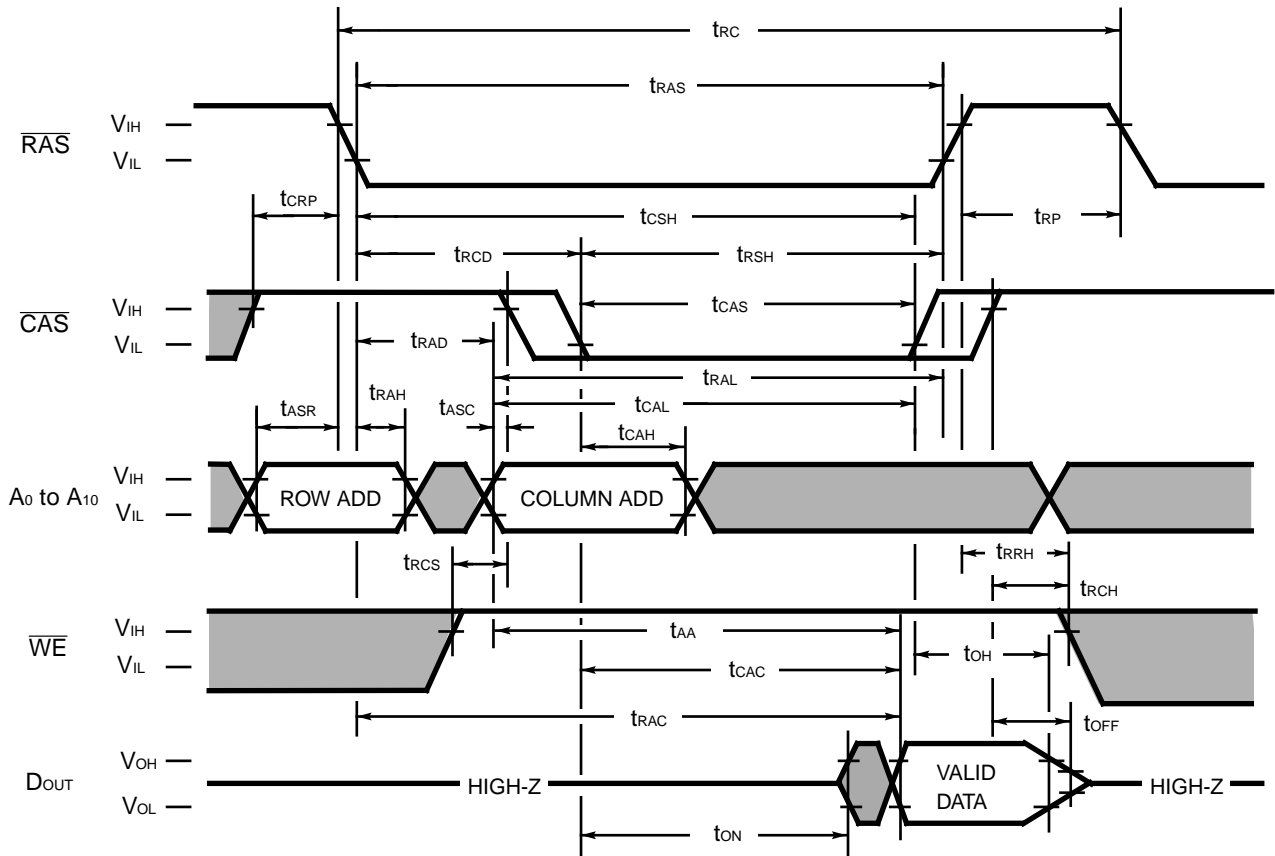 tRC
tRAS
RAS
VIH
VIL
tCRP
tCSH
tRP
tRCD
tRSH
CAS
VIH
VIL
tCAS
tRAD
tRAL
tRAH
tASR
tASC
tCAL
tCAH
A0 to A10
VIH
VIL
ROW ADD
COLUMN ADD
tRCS
tRRH
tRCH
WE
VIH
VIL
tAA
tOH
tCAC
tRAC
tOFF
DOUT
VOH
VOL
HIGH-Z
VALID
DATA
HIGH-Z
tON